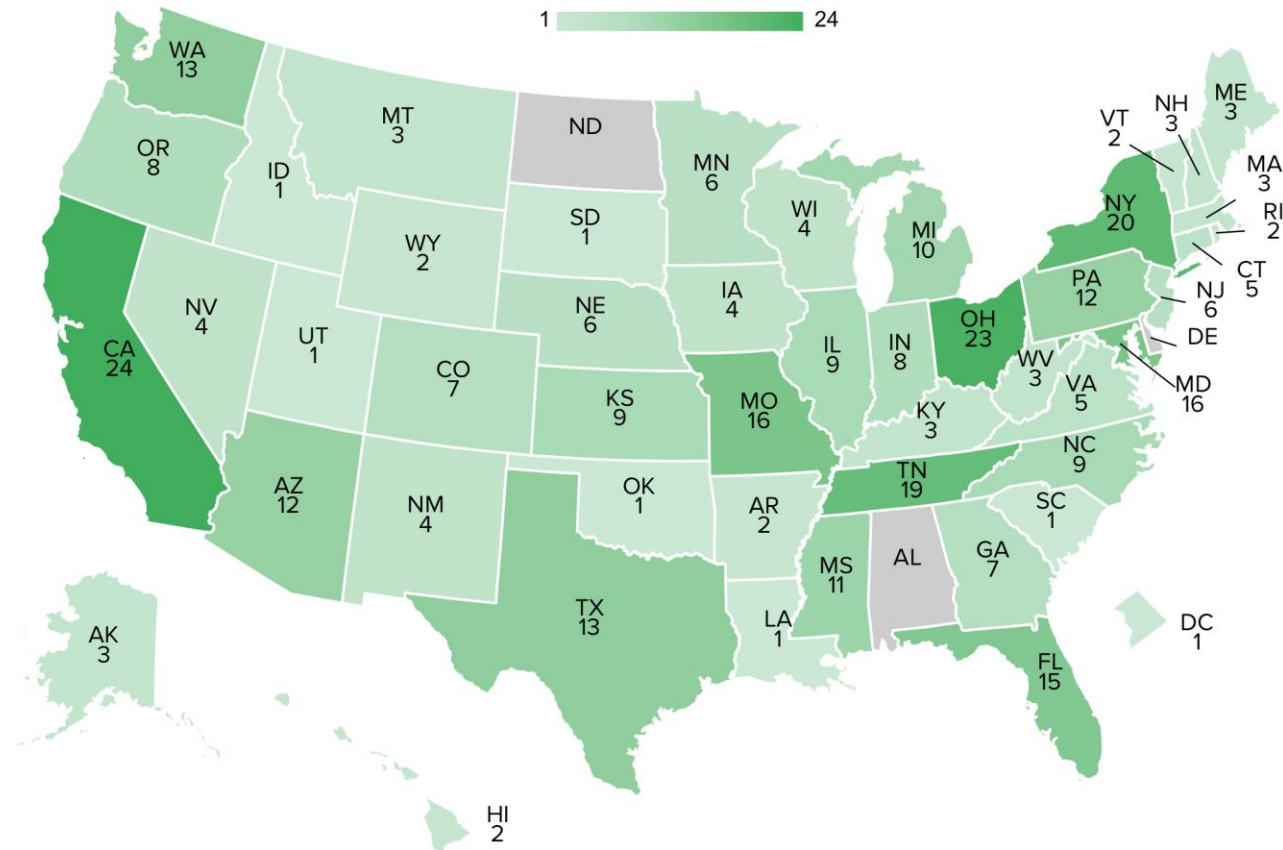 1 24
WA
13
MT
3
ND
OR
8
ID
1
MN
6
VT
2
NH
3
ME
3
MA
3
RI
2
CT
5
NJ
6
DE
MD
16
SD
1
WI
4
NY
20
WY
2
MI
10
NV
4
NE
6
IA
4
PA
12
UT
1
CA
24
CO
7
IL
9
IN
8
OH
23
WV
3
VA
5
KS
9
MO
16
KY
3
NC
9
AZ
12
NM
4
OK
1
AR
2
TN
19
SC
1
MS
11
AL
GA
7
TX
13
LA
1
DC
1
AK
3
FL
15
HI
2